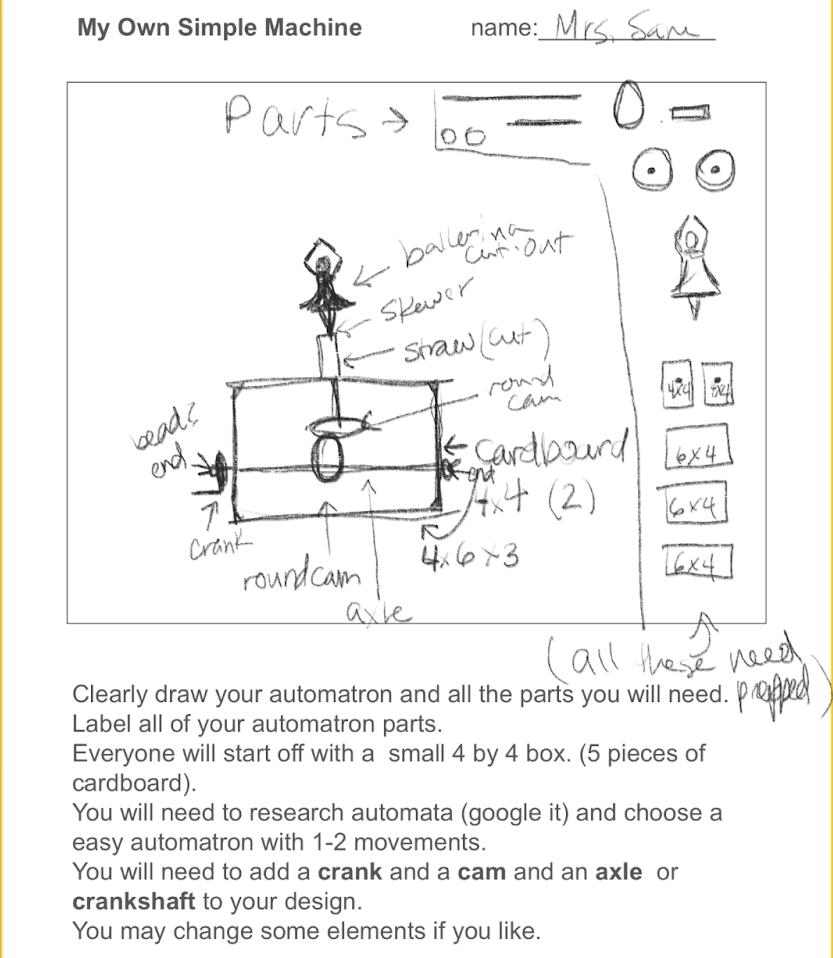 My Own Simple Machine name: Mrs. Sam
Parts →
ballerina
cut-out
skewer
straw (cut)
round
cam
beads
end
Cardboard
end
4x4 (2)
crank
4x6x3
round cam
axle
4x4 4x4
6x4
6x4
6x4
(all these need
prepped)
Clearly draw your automatron and all the parts you will need.
Label all of your automatron parts.
Everyone will start off with a small 4 by 4 box. (5 pieces of
cardboard).
You will need to research automata (google it) and choose a
easy automatron with 1-2 movements.
You will need to add a crank and a cam and an axle or
crankshaft to your design.
You may change some elements if you like.